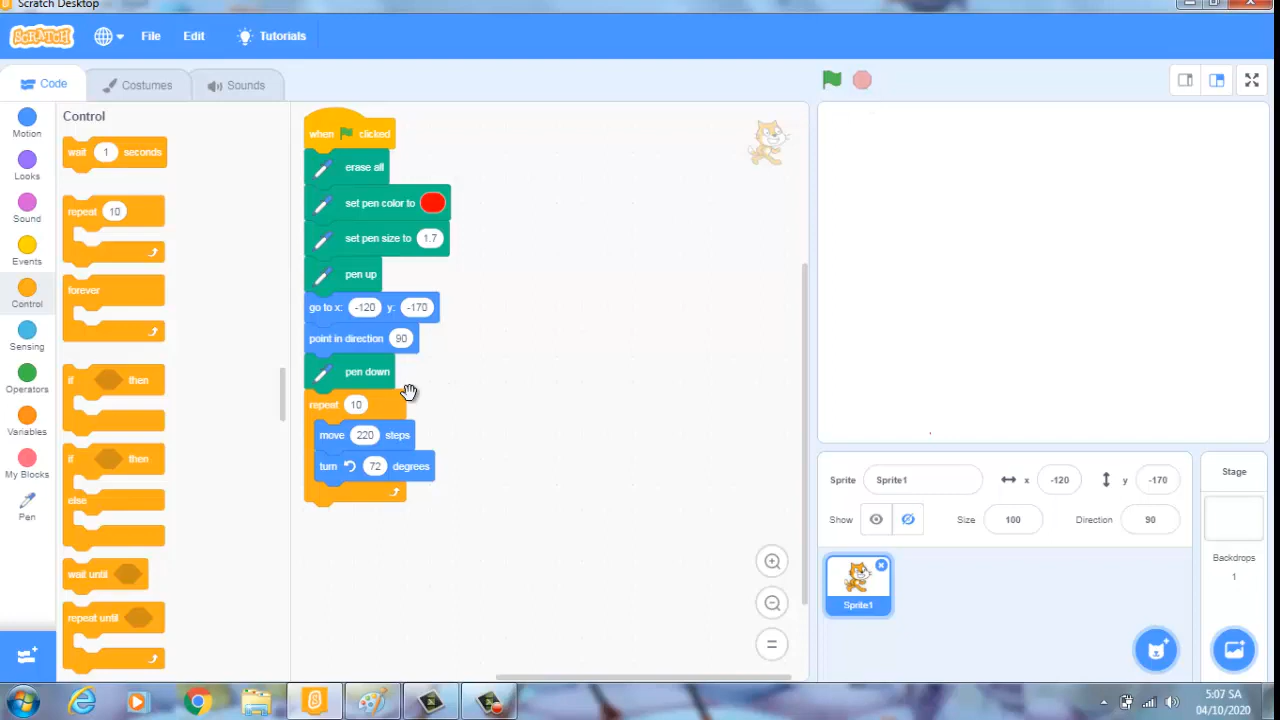 Scratch Desktop
SCRATCH
File
Edit
Tutorials
Code
Costumes
Sounds
Motion
Looks
Sound
Events
Control
Sensing
Operators
Variables
My Blocks
Pen
Control
wait 1 seconds
repeat 10
forever
if then
if then
else
wait until
repeat until
when clicked
erase all
set pen color to
set pen size to 1.7
pen up
go to x: -120 y: -170
point in direction 90
pen down
repeat 10
move 220 steps
turn 72 degrees
Sprite Sprite1 x -120 y -170
Show Size 100 Direction 90
Sprite1
Stage
Backdrops
1
5:07 SA
04/10/2020